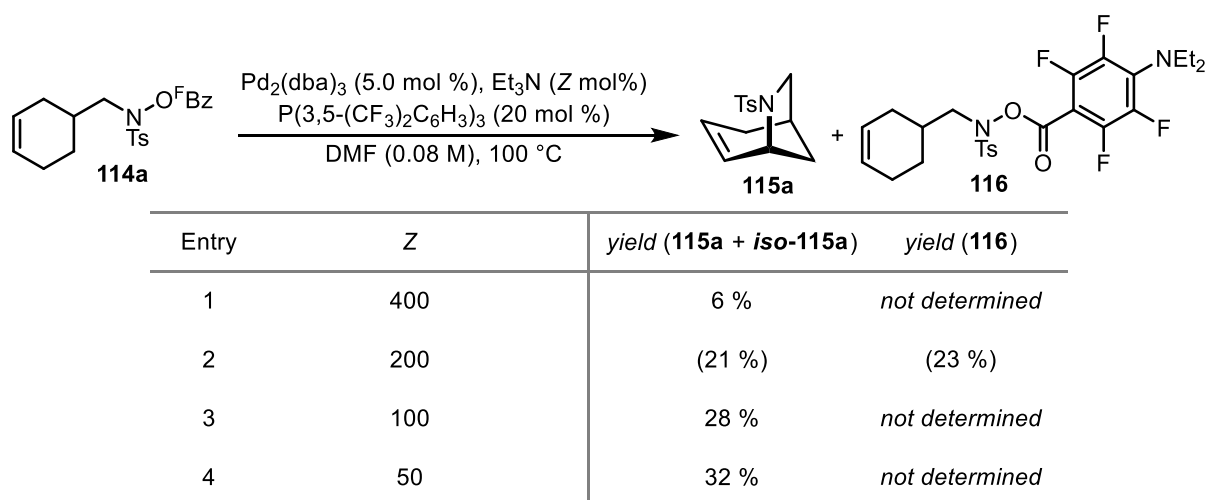 Pd2(dba)3 (5.0 mol %), Et3N (Z mol%)
P(3,5-(CF3)2C6H3)3 (20 mol %)
DMF (0.08 M), 100 °C
N
OFBz
Ts
114a
TsN
115a
+
N
Ts
O
O
F
F
F
F
NEt2
116
Entry Z yield (115a + iso-115a) yield (116)
1 400 6 % not determined
2 200 (21 %) (23 %)
3 100 28 % not determined
4 50 32 % not determined